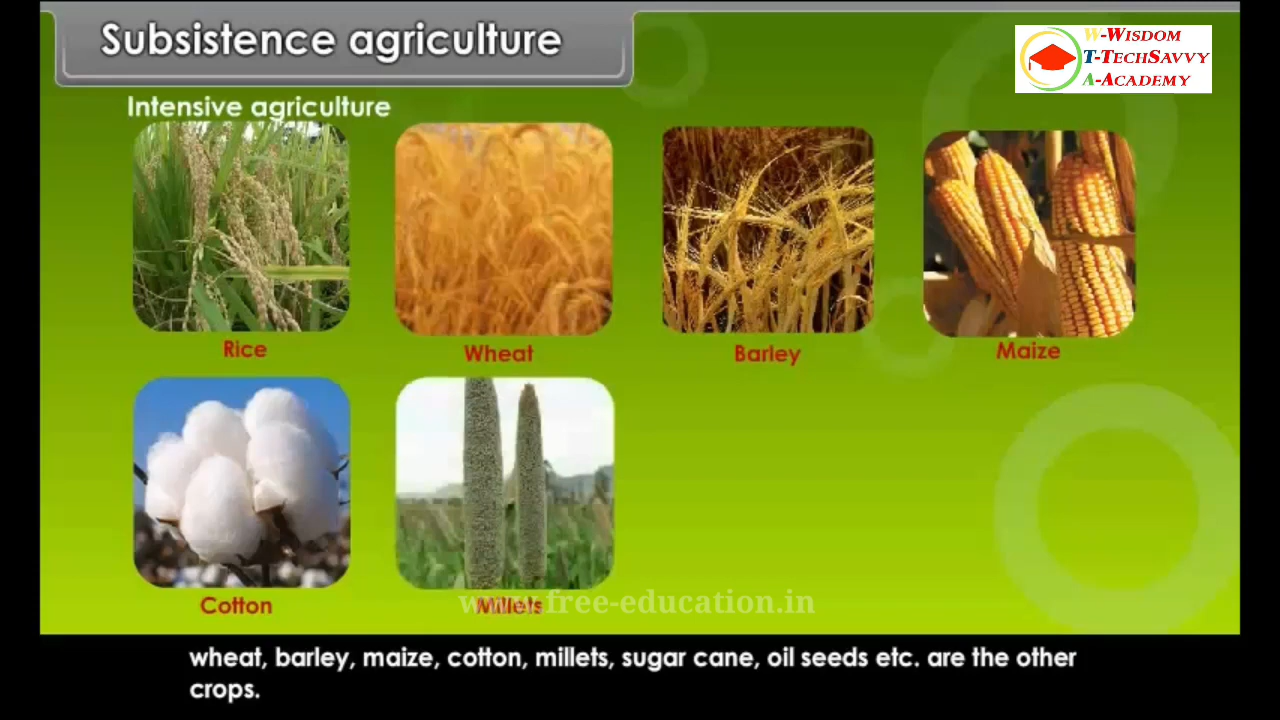 Subsistence agriculture
W-Wisdom
T-TechSavvy
A-Academy
Intensive agriculture
Rice
Wheat
Barley
Maize
Cotton
Millets
www.free-education.in
wheat, barley, maize, cotton, millets, sugar cane, oil seeds etc. are the other
crops.